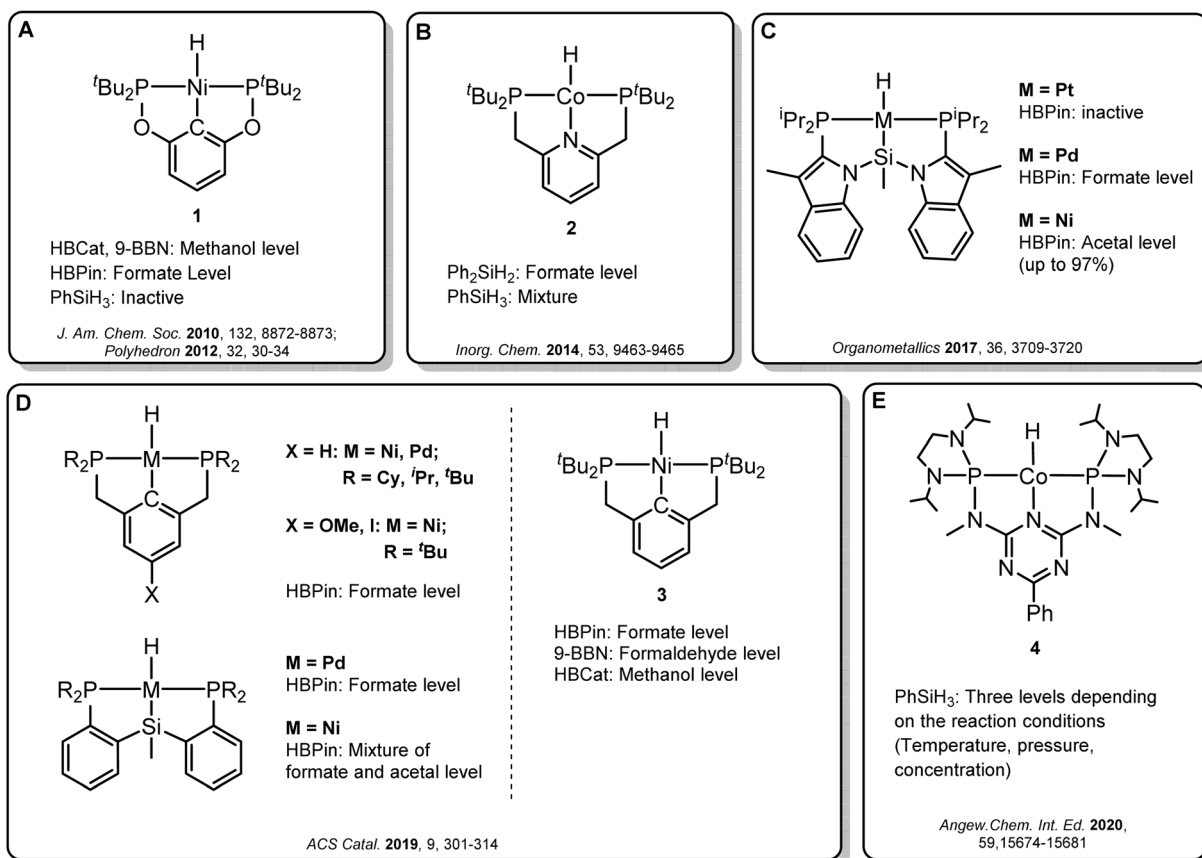 A
H
ᵗBu₂P
Ni
PᵗBu₂
O
C
O
1
HBCat, 9-BBN: Methanol level
HBPin: Formate Level
PhSiH₃: Inactive
J. Am. Chem. Soc. 2010, 132, 8872-8873;
Polyhedron 2012, 32, 30-34
B
H
ᵗBu₂P
Co
PᵗBu₂
N
2
Ph₂SiH₂: Formate level
PhSiH₃: Mixture
Inorg. Chem. 2014, 53, 9463-9465
C
H
ⁱPr₂P
M
PⁱPr₂
Si
N
N
M = Pt
HBPin: inactive
M = Pd
HBPin: Formate level
M = Ni
HBPin: Acetal level
(up to 97%)
Organometallics 2017, 36, 3709-3720
D
H
R₂P
M
PR₂
C
X
X = H: M = Ni, Pd;
R = Cy, ⁱPr, ᵗBu
X = OMe, I: M = Ni;
R = ᵗBu
HBPin: Formate level
H
R₂P
M
PR₂
Si
M = Pd
HBPin: Formate level
M = Ni
HBPin: Mixture of
formate and acetal level
H
ᵗBu₂P
Ni
PᵗBu₂
C
3
HBPin: Formate level
9-BBN: Formaldehyde level
HBCat: Methanol level
ACS Catal. 2019, 9, 301-314
E
H
N
N
N
P
Co
P
N
N
N
N
N
N
Ph
4
PhSiH₃: Three levels depending
on the reaction conditions
(Temperature, pressure,
concentration)
Angew.Chem. Int. Ed. 2020,
59,15674-15681